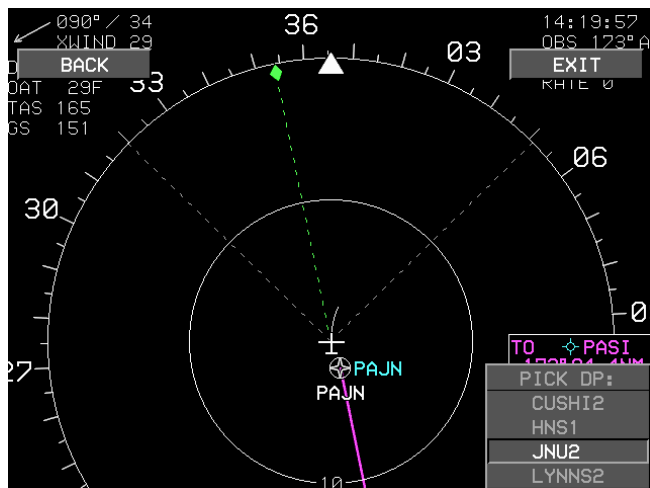 090°/ 34
XWIND 29
BACK
OAT 29F
TAS 165
GS 151
14:19:57
OBS 173°A
EXIT
RATE 0
33
36
03
06
30
0
27
10
PAJN
PAJN
TO PASI
PICK DP:
CUSHI2
HNS1
JNU2
LYNNS2